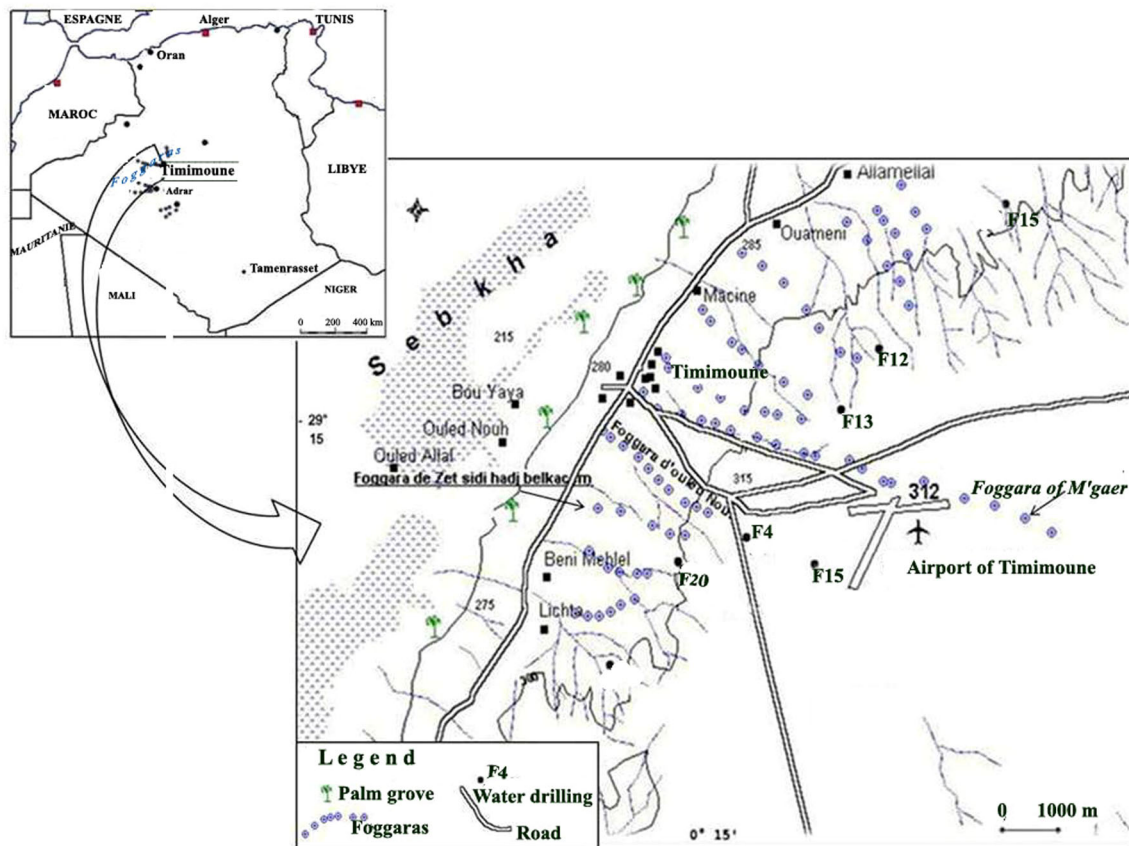 ESPAGNE
Alger
TUNIS
Oran
MAROC
LIBYE
Foggaras
Timimoune
Adrar
MAURITANIE
Tamenrasset
MALI
NIGER
0 200 400 km
Allamellal
F15
Ouameni
285
Macine
Sebkha
215
F12
280
Timimoune
Bou Yaya
F13
29°
15
Ouled Nouh
Ouled Allal
Foggara d'ouled Nouh
Foggara de Zet sidi hadj belkacem
315
312
Foggara of M'gaer
F4
Beni Mehlel
F20
F15
Airport of Timimoune
275
Lichta
300
Legend
F4
Palm grove
Water drilling
Foggaras
Road
0° 15'
0 1000 m